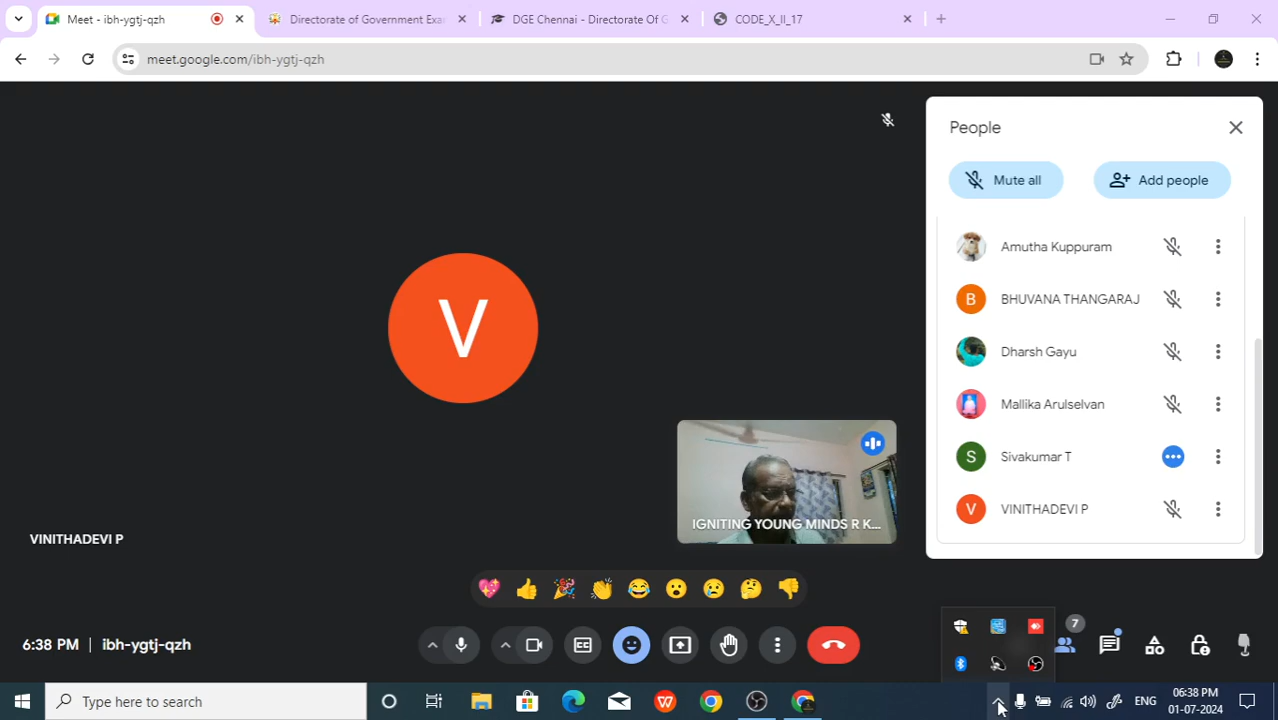 Meet - ibh-ygtj-qzh
Directorate of Government Exa
DGE Chennai - Directorate Of G
CODE_X_II_17
meet.google.com/ibh-ygtj-qzh
People
Mute all
Add people
Amutha Kuppuram
BHUVANA THANGARAJ
B
Dharsh Gayu
Mallika Arulselvan
Sivakumar T
S
VINITHADEVI P
V
V
IGNITING YOUNG MINDS R K...
VINITHADEVI P
6:38 PM
ibh-ygtj-qzh
7
Type here to search
ENG
06:38 PM
01-07-2024